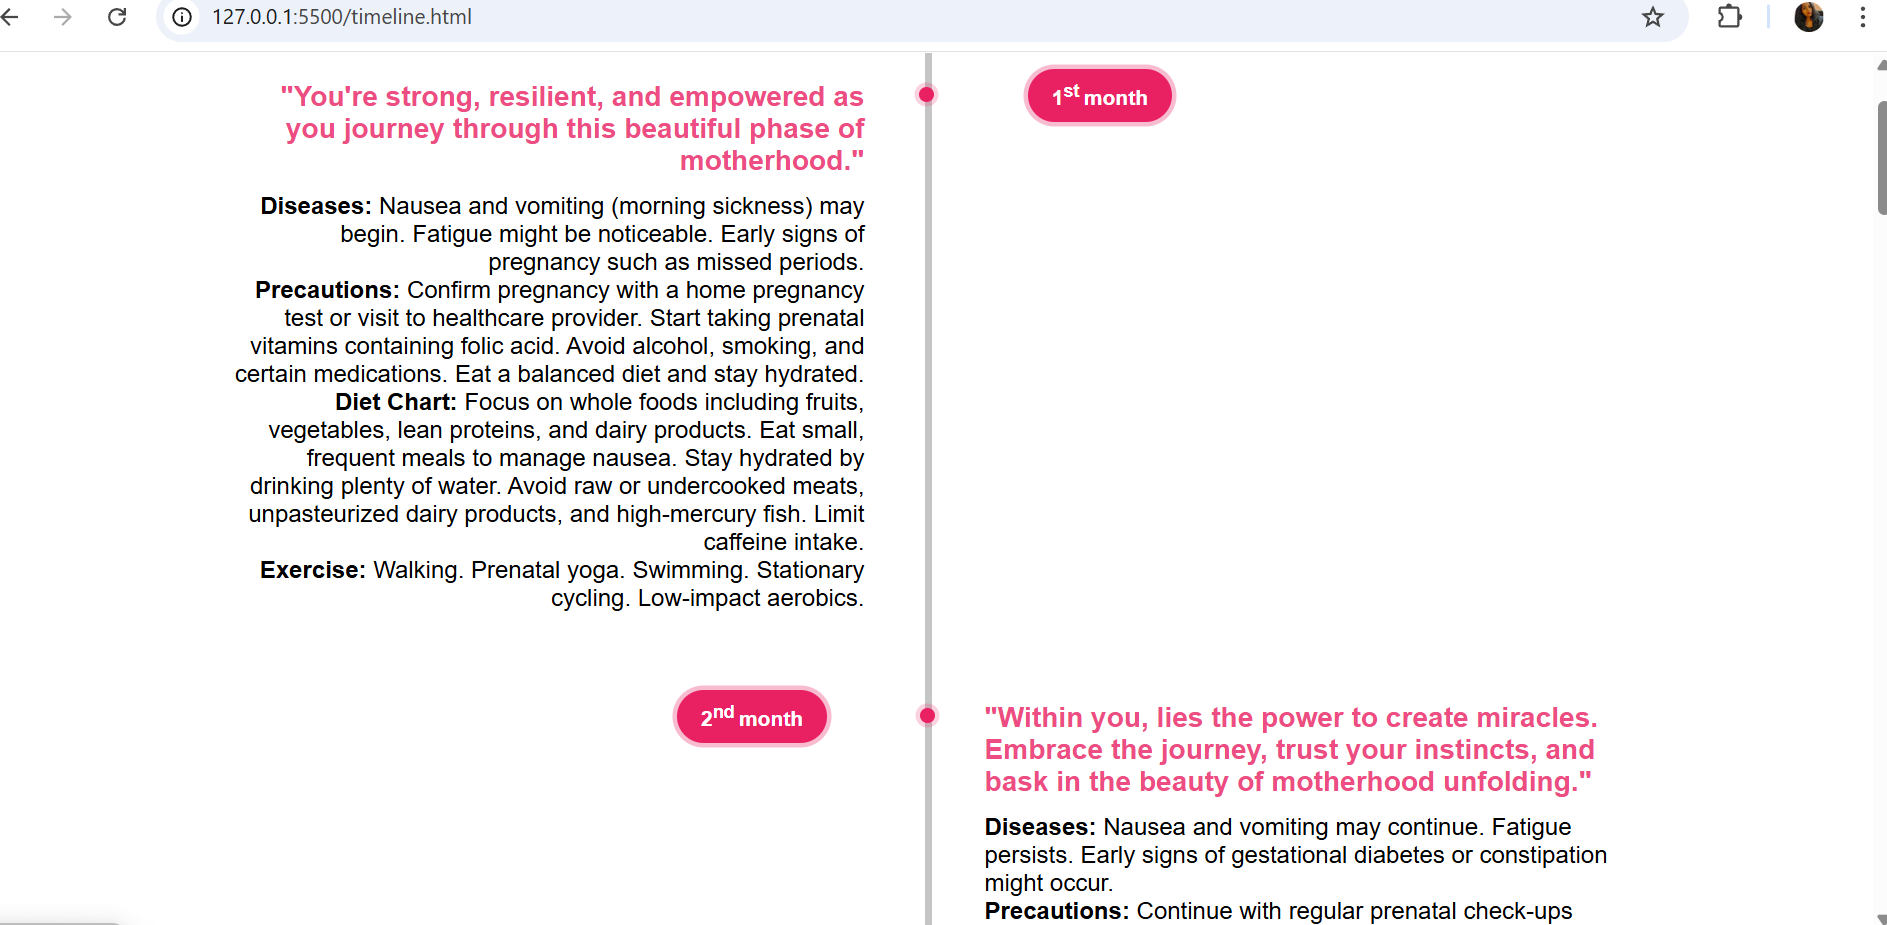 127.0.0.1:5500/timeline.html
"You're strong, resilient, and empowered as
you journey through this beautiful phase of
motherhood."
1st month
Diseases: Nausea and vomiting (morning sickness) may
begin. Fatigue might be noticeable. Early signs of
pregnancy such as missed periods.
Precautions: Confirm pregnancy with a home pregnancy
test or visit to healthcare provider. Start taking prenatal
vitamins containing folic acid. Avoid alcohol, smoking, and
certain medications. Eat a balanced diet and stay hydrated.
Diet Chart: Focus on whole foods including fruits,
vegetables, lean proteins, and dairy products. Eat small,
frequent meals to manage nausea. Stay hydrated by
drinking plenty of water. Avoid raw or undercooked meats,
unpasteurized dairy products, and high-mercury fish. Limit
caffeine intake.
Exercise: Walking. Prenatal yoga. Swimming. Stationary
cycling. Low-impact aerobics.
2nd month
"Within you, lies the power to create miracles.
Embrace the journey, trust your instincts, and
bask in the beauty of motherhood unfolding."
Diseases: Nausea and vomiting may continue. Fatigue
persists. Early signs of gestational diabetes or constipation
might occur.
Precautions: Continue with regular prenatal check-ups